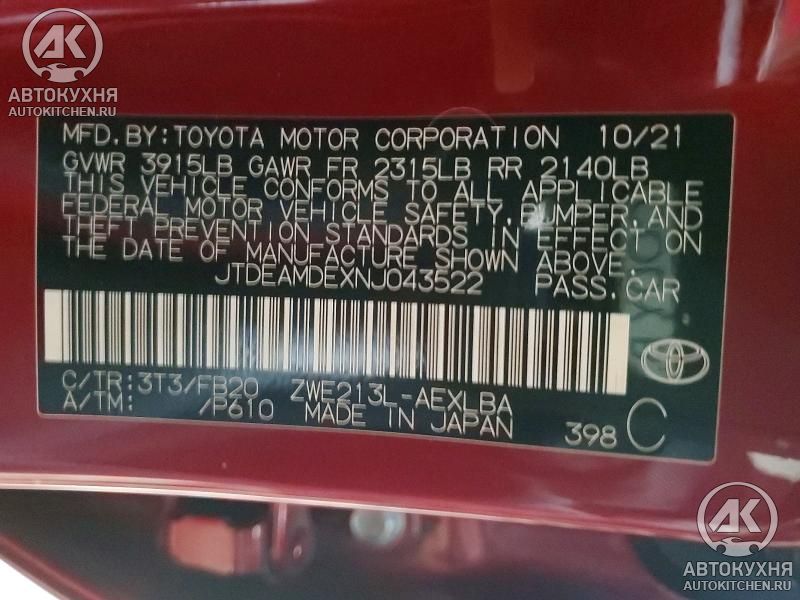 AK
АВТОКУХНЯ
AUTOKITCHEN.RU
MFD.BY:TOYOTA MOTOR CORPORATION 10/21
GVWR 3915LB GAWR FR 2315LB RR 2140LB
THIS VEHICLE CONFORMS TO ALL APPLICABLE
FEDERAL MOTOR VEHICLE SAFETY,BUMPER,AND
THEFT PREVENTION STANDARDS IN EFFECT ON
THE DATE OF MANUFACTURE SHOWN ABOVE.
JTDEAMDEXNJ043522 PASS.CAR
C/TR:3T3/FB20 ZWE213L-AEXLBA
A/TM: /P610 MADE IN JAPAN 398 C
AK
АВТОКУХНЯ
AUTOKITCHEN.RU